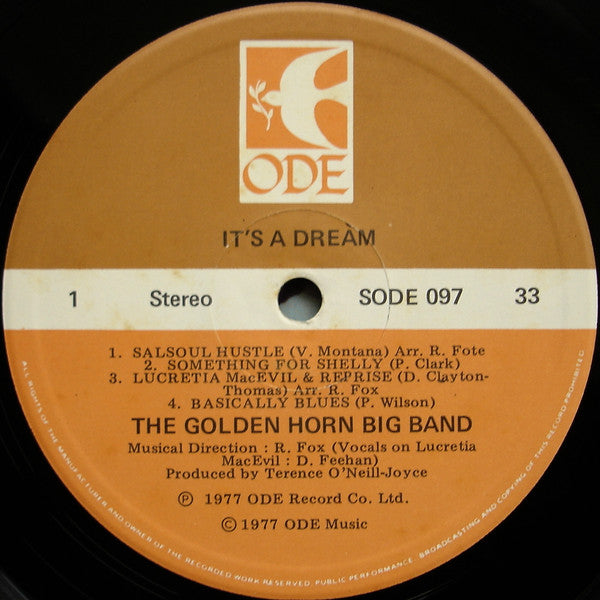 ODE
IT'S A DREAM
1 Stereo SODE 097 33
1. SALSOUL HUSTLE (V. Montana) Arr. R. Fote
2. SOMETHING FOR SHELLY (P. Clark)
3. LUCRETIA MacEVIL & REPRISE (D. Clayton-
Thomas) Arr. R. Fox
4. BASICALLY BLUES (P. Wilson)
THE GOLDEN HORN BIG BAND
Musical Direction : R. Fox (Vocals on Lucretia
MacEvil : D. Feehan)
Produced by Terence O'Neill-Joyce
Ⓟ 1977 ODE Record Co. Ltd.
© 1977 ODE Music
ALL RIGHTS OF THE MANUFACTURER AND OWNER OF THE RECORDED WORK RESERVED. PUBLIC PERFORMANCE. BROADCASTING AND COPYING OF THIS RECORD PROHIBITED